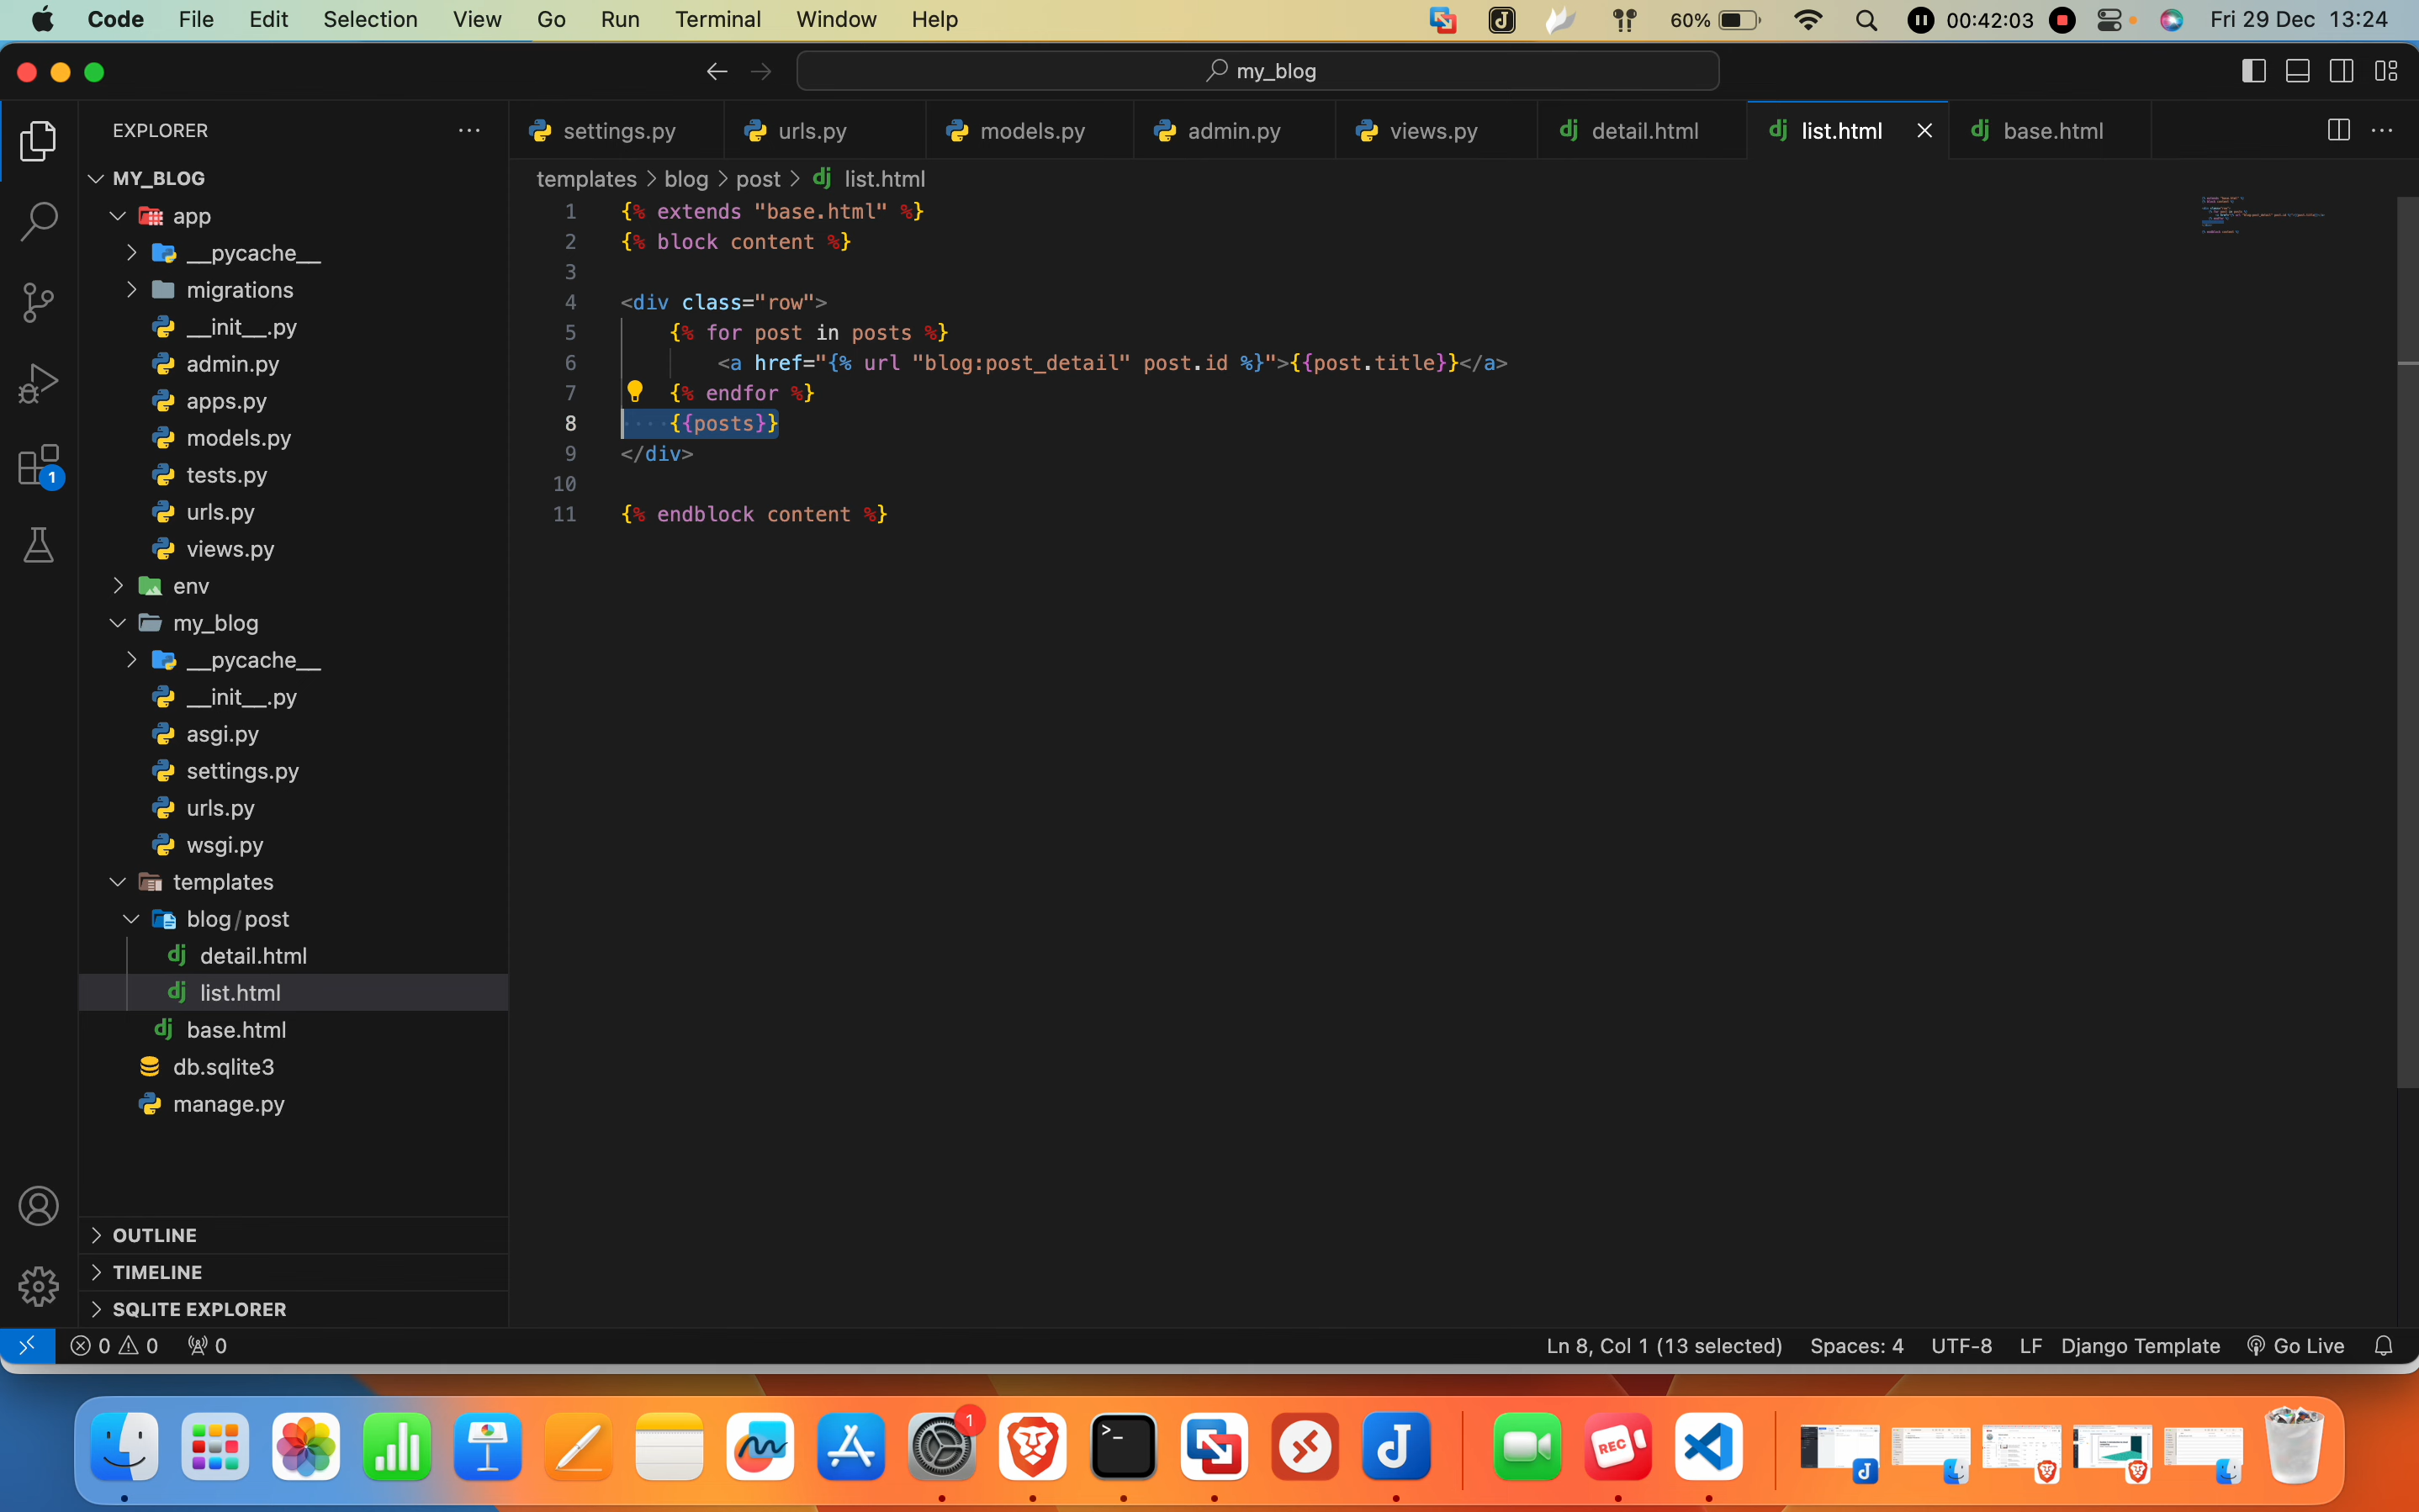 Code File Edit Selection View Go Run Terminal Window Help 60% 00:42:03 Fri 29 Dec 13:24
my_blog
EXPLORER
settings.py urls.py models.py admin.py views.py detail.html list.html base.html
MY_BLOG
templates > blog > post > list.html
app
__pycache__
migrations
__init__.py
admin.py
apps.py
models.py
tests.py
urls.py
views.py
env
my_blog
__pycache__
__init__.py
asgi.py
settings.py
urls.py
wsgi.py
templates
blog/post
detail.html
list.html
base.html
db.sqlite3
manage.py
1
1 {% extends "base.html" %}
2 {% block content %}
3
4 <div class="row">
5 {% for post in posts %}
6 <a href="{% url "blog:post_detail" post.id %}">{{post.title}}</a>
7 {% endfor %}
8 ····{{posts}}
9 </div>
10
11 {% endblock content %}
OUTLINE
TIMELINE
SQLITE EXPLORER
0 0 0 Ln 8, Col 1 (13 selected) Spaces: 4 UTF-8 LF Django Template Go Live
1
>_
REC